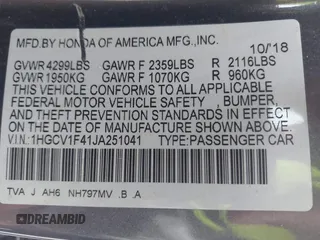 MFD.BY HONDA OF AMERICA MFG.,INC.
10/'18
GVWR 4299LBS GAWR F 2359LBS R 2116LBS
GVWR 1950KG GAWR F 1070KG R 960KG
THIS VEHICLE CONFORMS TO ALL APPLICABLE
FEDERAL MOTOR VEHICLE SAFETY , BUMPER,
AND THEFT PREVENTION STANDARDS IN EFFECT ON
THE DATE OF MANUFACTURE SHOWN ABOVE.
VIN:1HGCV1F41JA251041 TYPE:PASSENGER CAR
TVA J AH6 NH797MV .B .A
DREAMBID